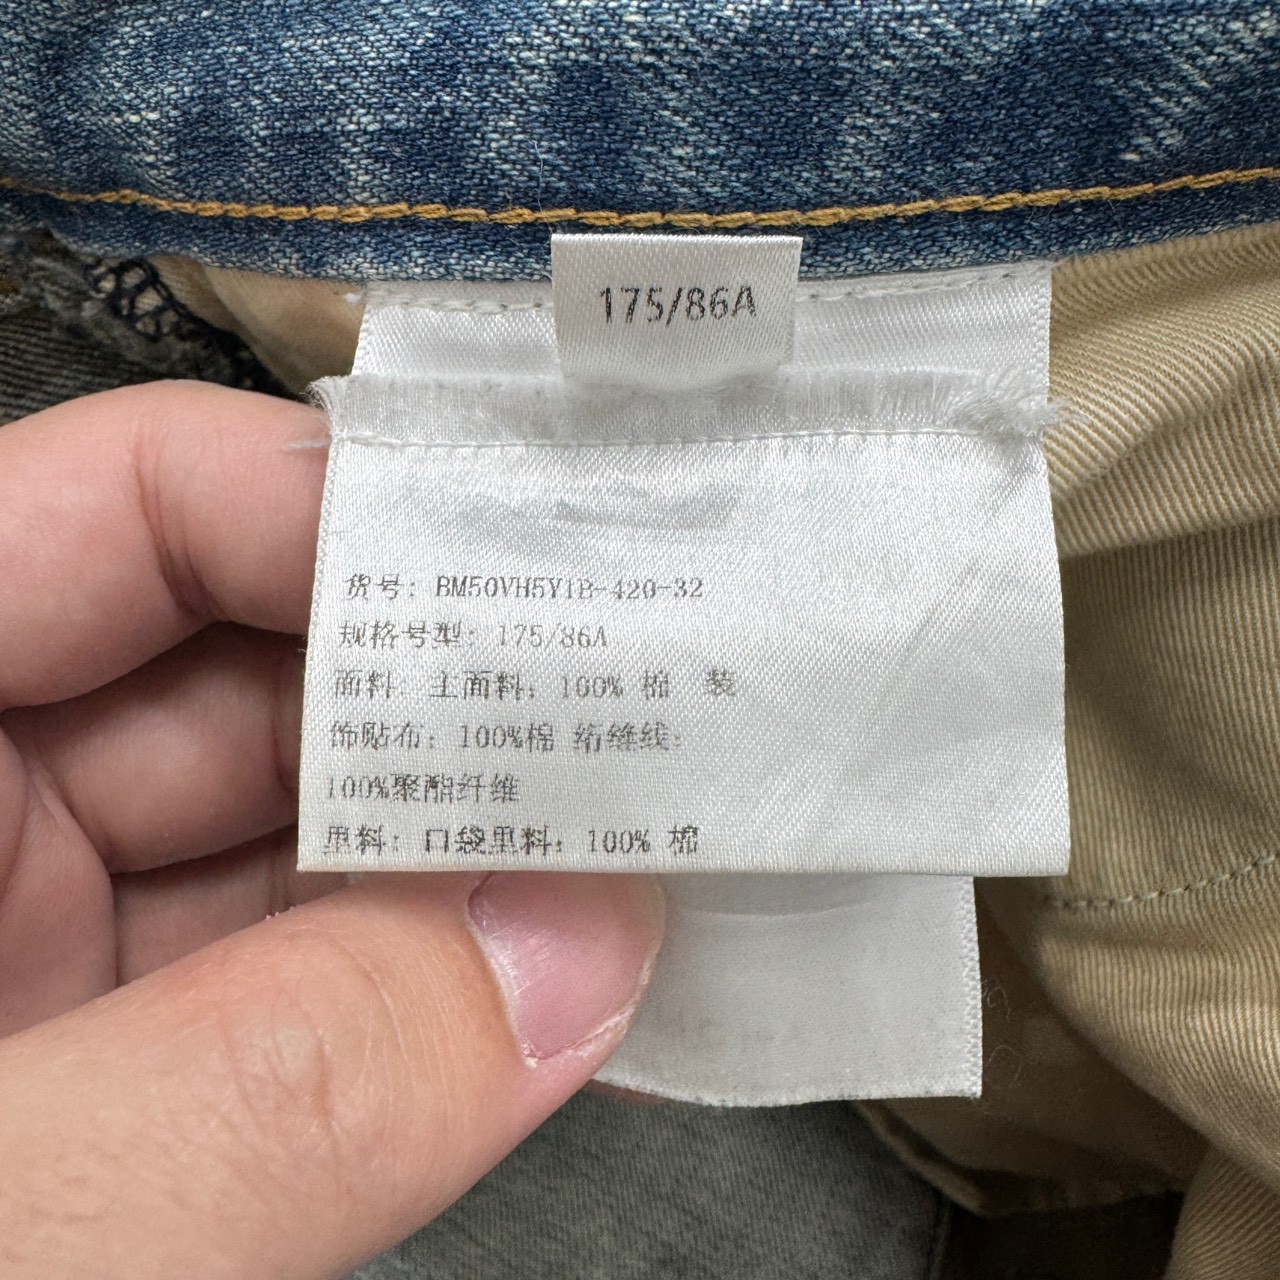 175/86A
货号: BM50VH5Y1B-420-32
规格号型: 175/86A
面料: 主面料: 100% 棉 装
饰贴布: 100%棉 绗缝线:
100%聚酯纤维
里料: 口袋里料: 100% 棉